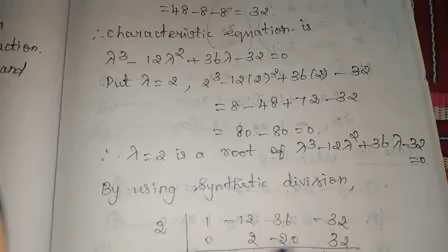 =48-8-8 = 32
∴ characteristic equation is
λ³ - 12λ² + 36λ - 32 = 0
Put λ=2, 2³ - 12(2)² + 36(2) - 32
= 8 - 48 + 72 - 32
= 80 - 80 = 0.
∴ λ=2 is a root of λ³-12λ²+36λ-32
=0.
By using Synthetic division,
2 | 1 -12 36 -32
0 2 -20 32
action.
and